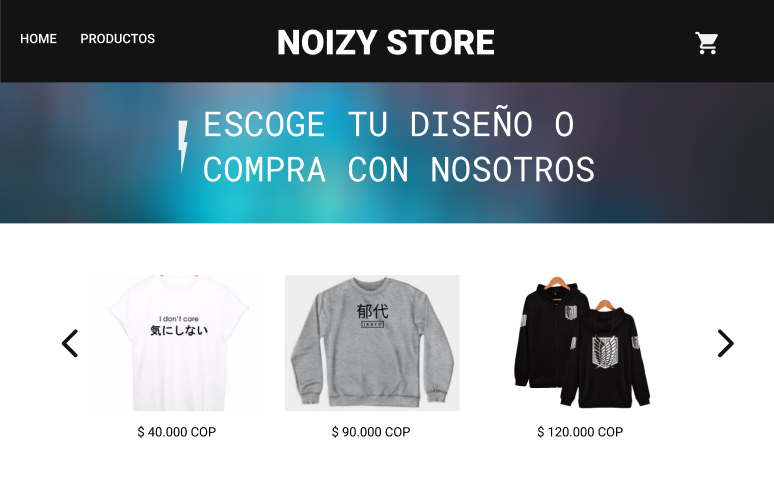 HOME PRODUCTOS NOIZY STORE
ESCOGE TU DISEÑO O
COMPRA CON NOSOTROS
I don't care
気にしない
郁代
$ 40.000 COP
$ 90.000 COP
$ 120.000 COP